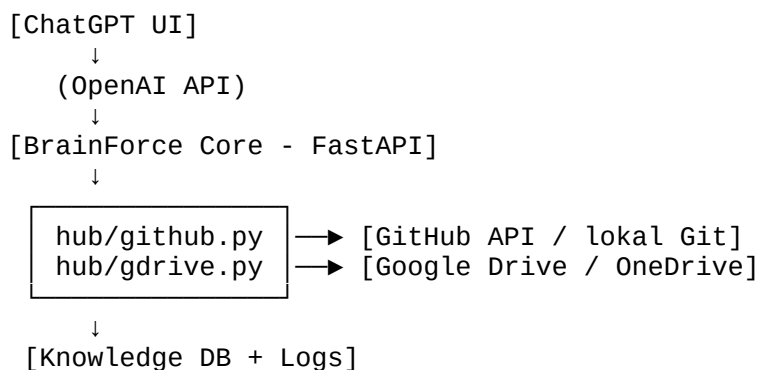 [ChatGPT UI]
↓
(OpenAI API)
↓
[BrainForce Core - FastAPI]
↓
hub/github.py ──► [GitHub API / lokal Git]
hub/gdrive.py ──► [Google Drive / OneDrive]
↓
[Knowledge DB + Logs]